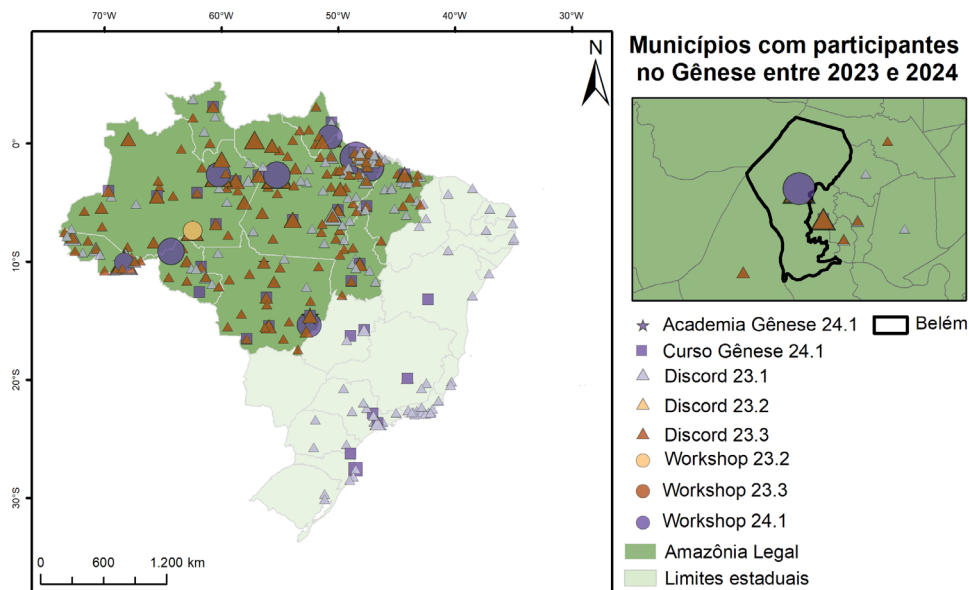 70°W 60°W 50°W 40°W 30°W
N
0°
10°S
20°S
30°S
0 600 1.200 km
Municípios com participantes
no Gênese entre 2023 e 2024
Academia Gênese 24.1
Belém
Curso Gênese 24.1
Discord 23.1
Discord 23.2
Discord 23.3
Workshop 23.2
Workshop 23.3
Workshop 24.1
Amazônia Legal
Limites estaduais